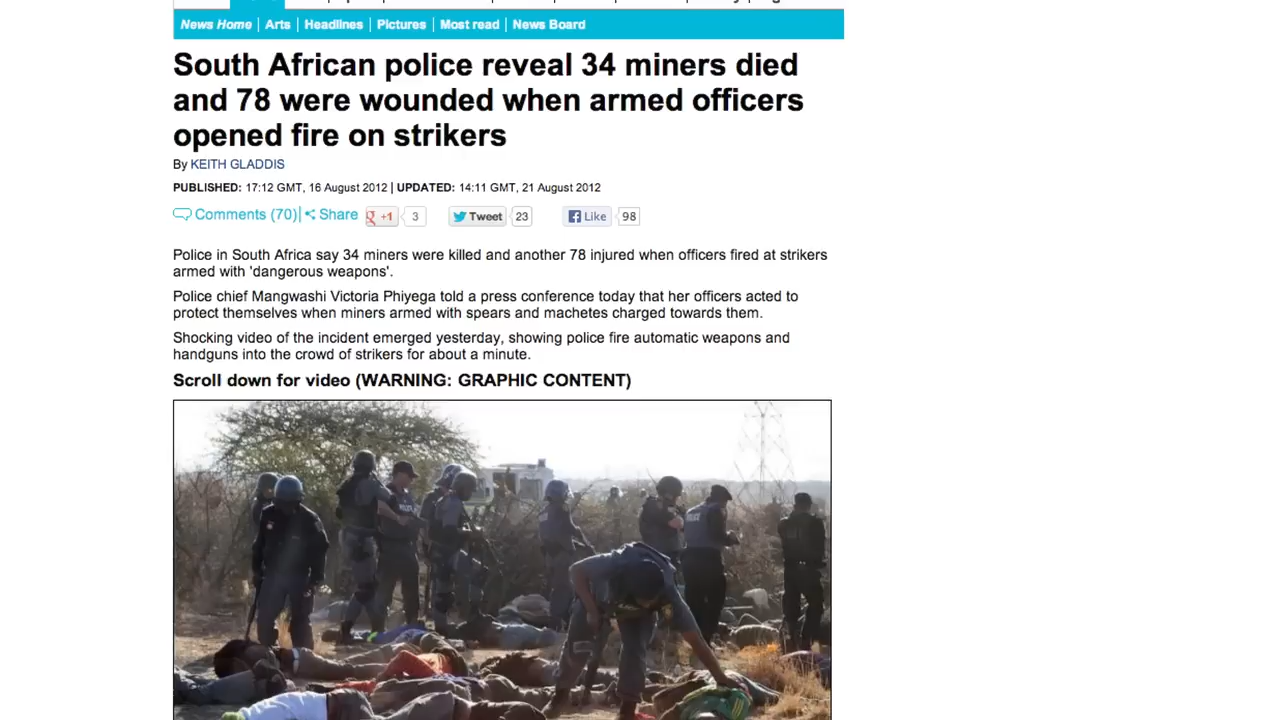 News Home | Arts | Headlines | Pictures | Most read | News Board
South African police reveal 34 miners died
and 78 were wounded when armed officers
opened fire on strikers
By KEITH GLADDIS
PUBLISHED: 17:12 GMT, 16 August 2012 | UPDATED: 14:11 GMT, 21 August 2012
Comments (70) | Share +1 3 Tweet 23 Like 98
Police in South Africa say 34 miners were killed and another 78 injured when officers fired at strikers
armed with 'dangerous weapons'.
Police chief Mangwashi Victoria Phiyega told a press conference today that her officers acted to
protect themselves when miners armed with spears and machetes charged towards them.
Shocking video of the incident emerged yesterday, showing police fire automatic weapons and
handguns into the crowd of strikers for about a minute.
Scroll down for video (WARNING: GRAPHIC CONTENT)